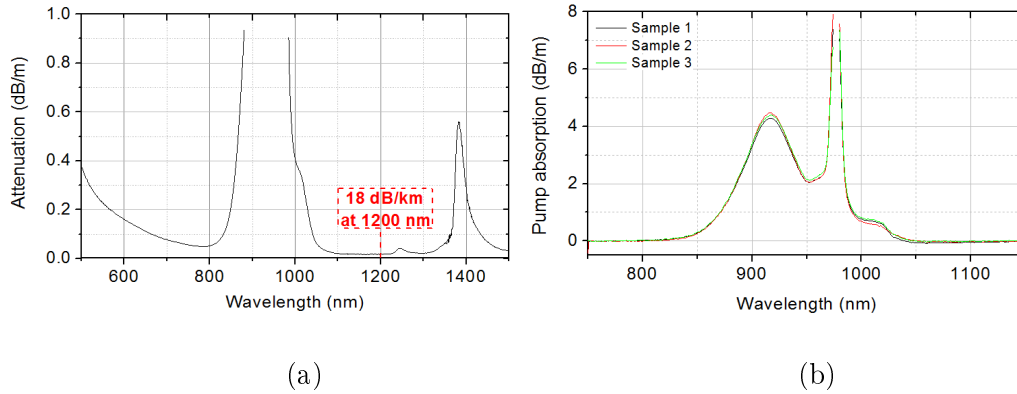 1.0
0.8
0.6
0.4
0.2
0.0
Attenuation (dB/m)
18 dB/km
at 1200 nm
600 800 1000 1200 1400
Wavelength (nm)
(a)
8
6
4
2
0
Pump absorption (dB/m)
Sample 1
Sample 2
Sample 3
800 900 1000 1100
Wavelength (nm)
(b)